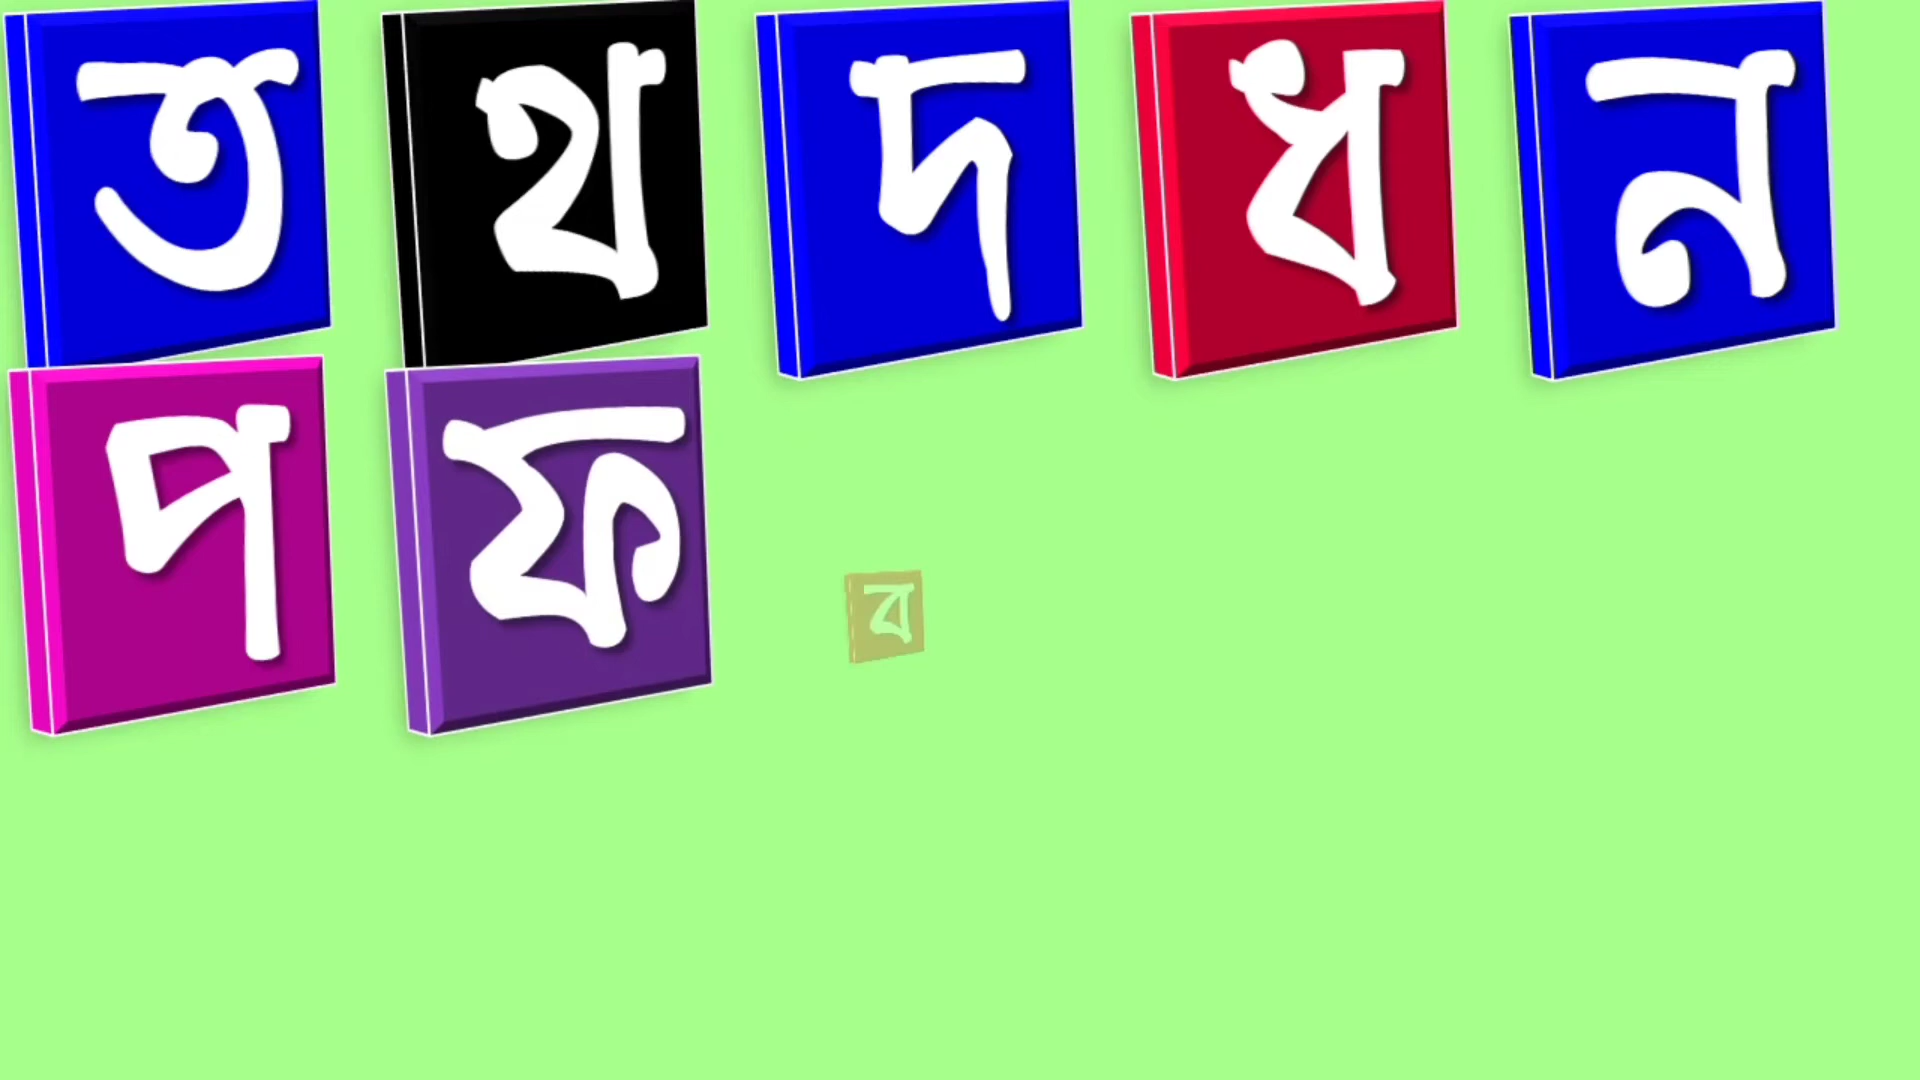 ত থ দ ধ ন
প ফ ব